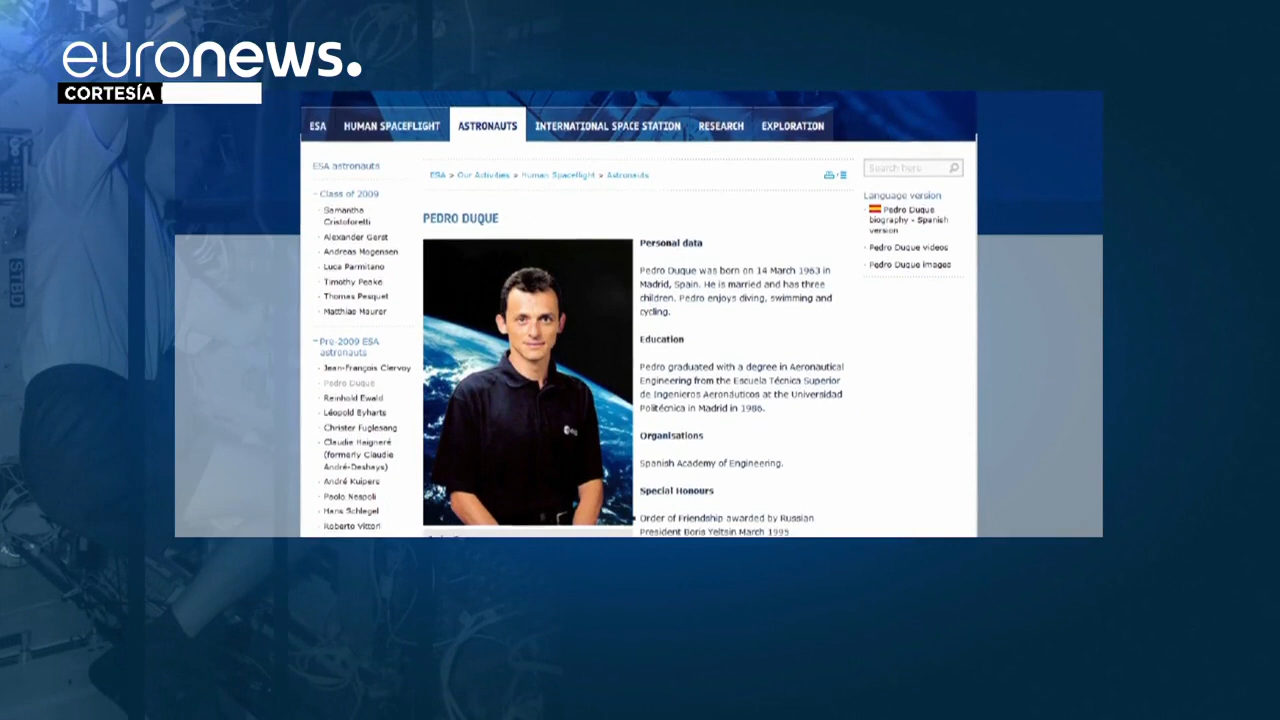 euronews.
CORTESÍA
ESA HUMAN SPACEFLIGHT ASTRONAUTS INTERNATIONAL SPACE STATION RESEARCH EXPLORATION
ESA astronauts
Class of 2009
Samantha
Cristoforetti
Alexander Gerst
Andreas Mogensen
Luca Parmitano
Timothy Peake
Thomas Pesquet
Matthias Maurer
Pre-2009 ESA
astronauts
Jean-François Clervoy
Pedro Duque
Reinhold Ewald
Léopold Eyharts
Christer Fuglesang
Claudie Haigneré
(formerly Claudie
André-Deshays)
André Kuipers
Paolo Nespoli
Hans Schlegel
Roberto Vittori
ESA > Our Activities > Human Spaceflight > Astronauts
PEDRO DUQUE
esa
Personal data
Pedro Duque was born on 14 March 1963 in
Madrid, Spain. He is married and has three
children. Pedro enjoys diving, swimming and
cycling.
Education
Pedro graduated with a degree in Aeronautical
Engineering from the Escuela Técnica Superior
de Ingenieros Aeronáuticos at the Universidad
Politécnica in Madrid in 1986.
Organisations
Spanish Academy of Engineering.
Special Honours
Order of Friendship awarded by Russian
President Boris Yeltsin March 1995
Search here
Language version
Pedro Duque
biography - Spanish
version
Pedro Duque videos
Pedro Duque images
STBD